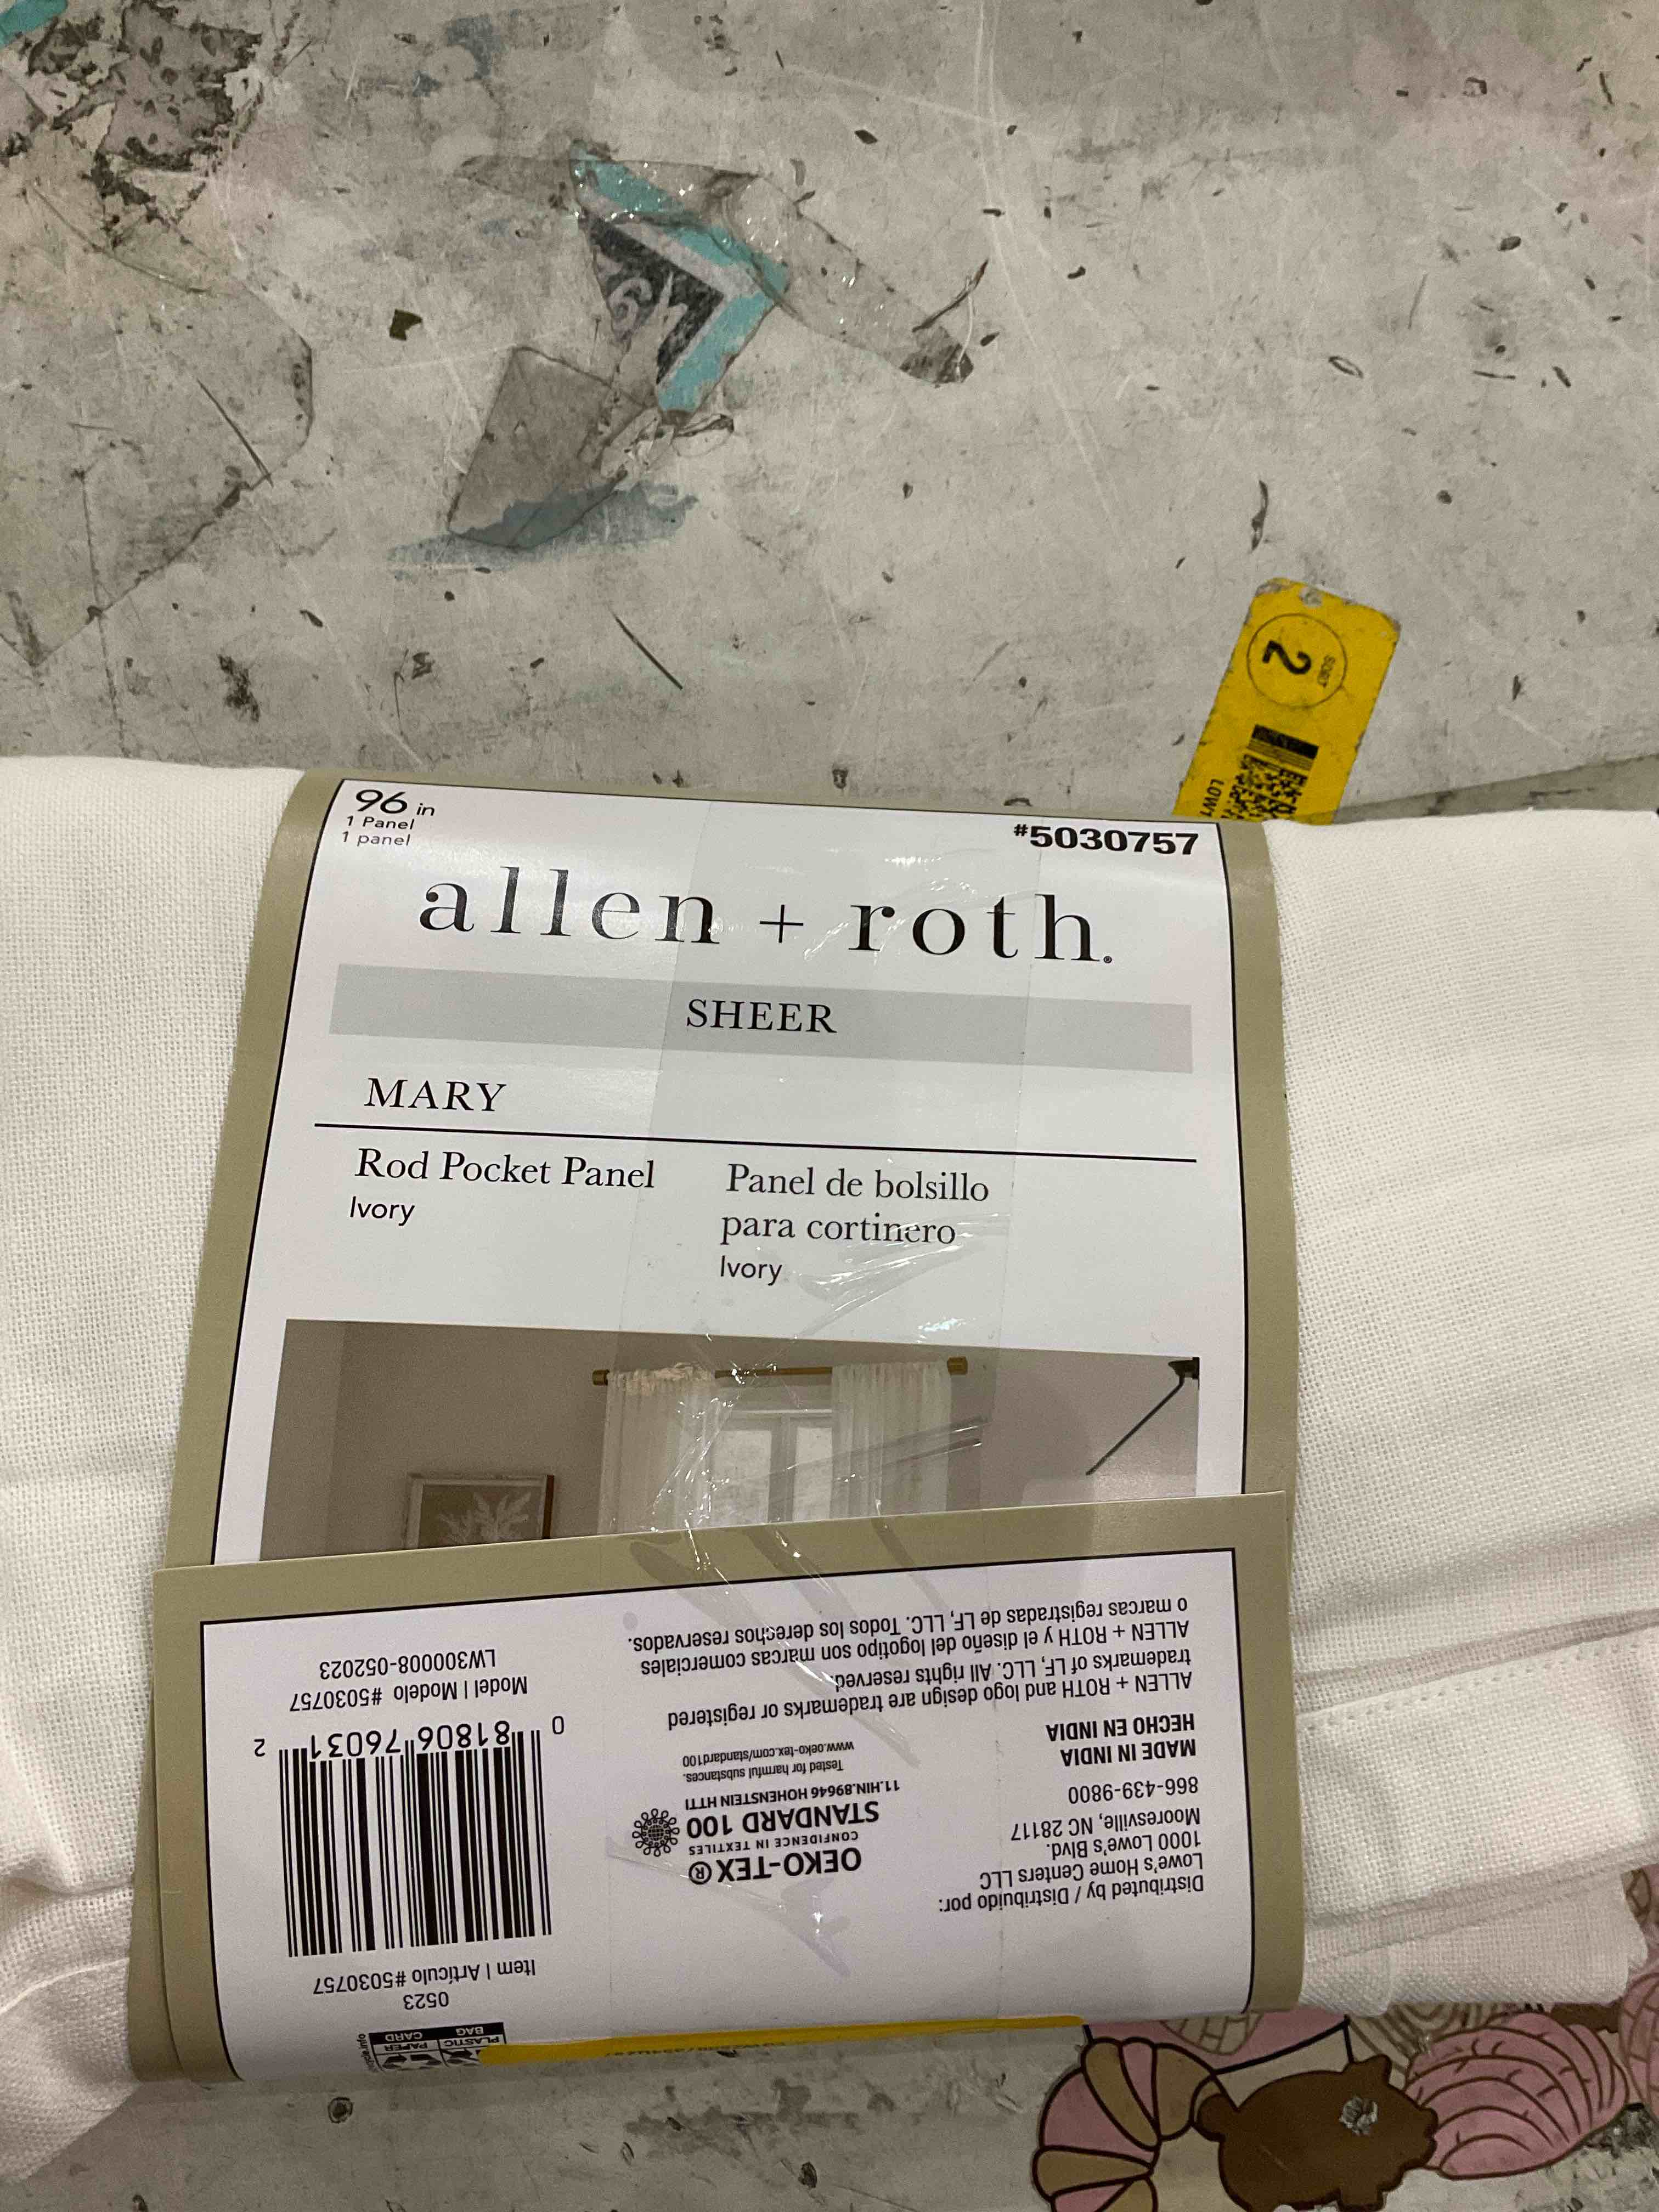 2
SORT
LOW1
96 in
1 Panel
1 panel
#5030757
allen + roth®
SHEER
MARY
Rod Pocket Panel
Ivory
Panel de bolsillo
para cortinero
Ivory
PLASTIC
BAG
PAPER
CARD
0523
Item | Artículo #5030757
0 81806 76031 2
Model | Modelo #5030757
LW300008-052023
OEKO-TEX®
CONFIDENCE IN TEXTILES
STANDARD 100
11.HIN.89646 HOHENSTEIN HTTI
Tested for harmful substances.
www.oeko-tex.com/standard100
Distributed by / Distribuido por:
Lowe's Home Centers LLC
1000 Lowe's Blvd.
Mooresville, NC 28117
866-439-9800
MADE IN INDIA
HECHO EN INDIA
ALLEN + ROTH and logo design are trademarks or registered
trademarks of LF, LLC. All rights reserved.
ALLEN + ROTH y el diseño del logotipo son marcas comerciales
o marcas registradas de LF, LLC. Todos los derechos reservados.